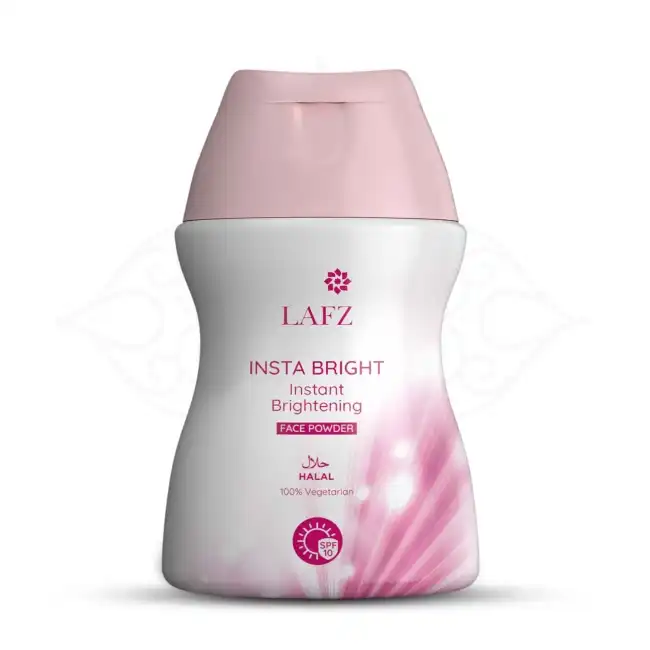 LAFZ
INSTA BRIGHT
Instant
Brightening
FACE POWDER
حلال
HALAL
100% Vegetarian
SPF
10